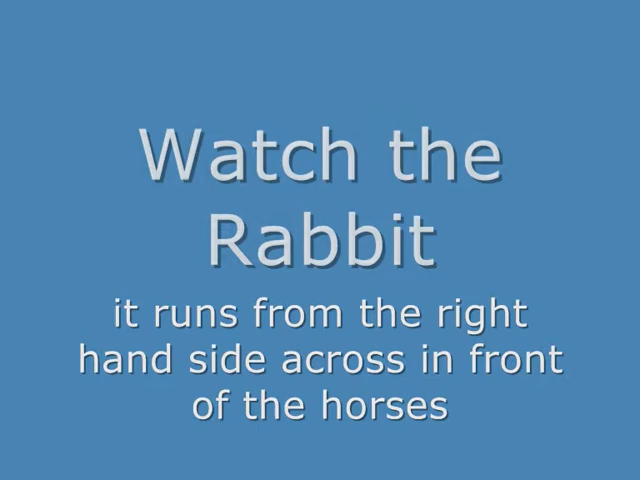 Watch the
Rabbit
it runs from the right
hand side across in front
of the horses